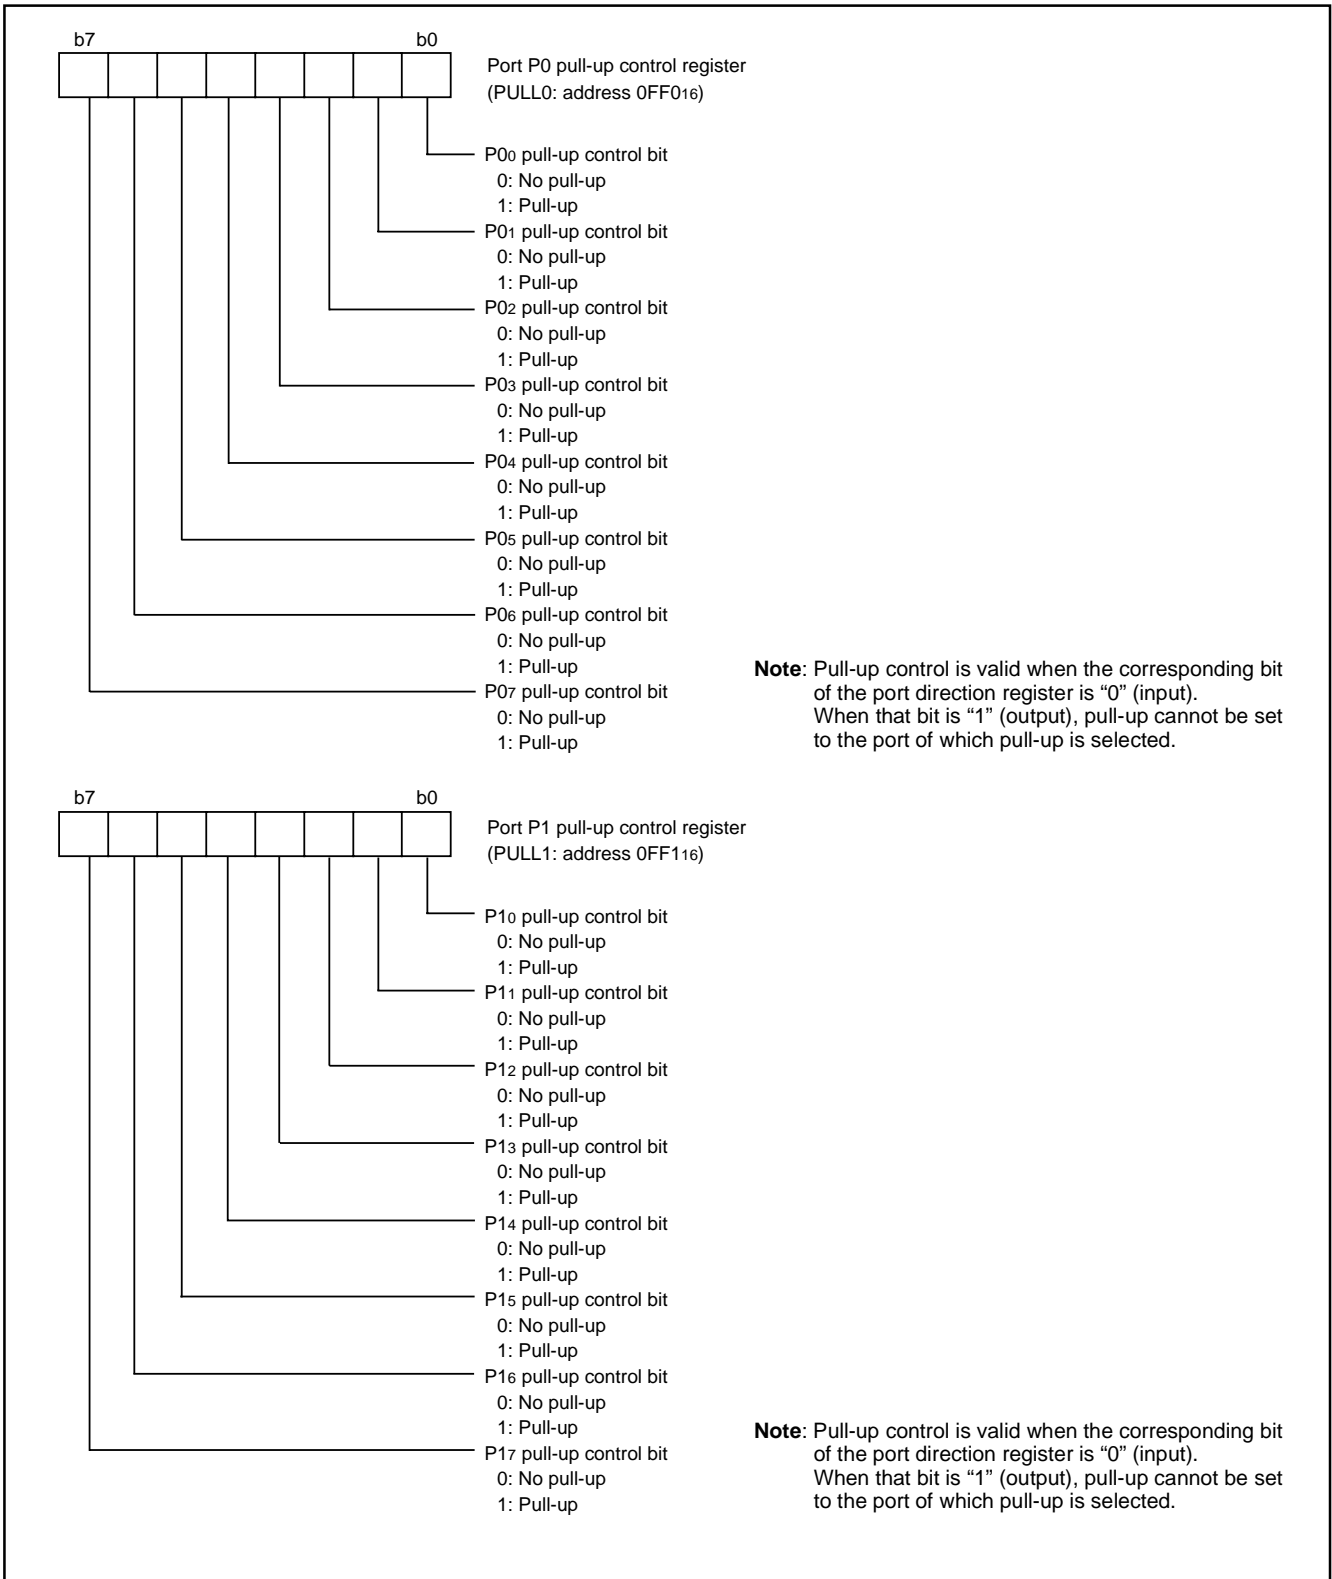 b7 b0
Port P0 pull-up control register
(PULL0: address 0FF016)
P00 pull-up control bit
0: No pull-up
1: Pull-up
P01 pull-up control bit
0: No pull-up
1: Pull-up
P02 pull-up control bit
0: No pull-up
1: Pull-up
P03 pull-up control bit
0: No pull-up
1: Pull-up
P04 pull-up control bit
0: No pull-up
1: Pull-up
P05 pull-up control bit
0: No pull-up
1: Pull-up
P06 pull-up control bit
0: No pull-up
1: Pull-up
P07 pull-up control bit
0: No pull-up
1: Pull-up
Note: Pull-up control is valid when the corresponding bit
of the port direction register is “0” (input).
When that bit is “1” (output), pull-up cannot be set
to the port of which pull-up is selected.
b7 b0
Port P1 pull-up control register
(PULL1: address 0FF116)
P10 pull-up control bit
0: No pull-up
1: Pull-up
P11 pull-up control bit
0: No pull-up
1: Pull-up
P12 pull-up control bit
0: No pull-up
1: Pull-up
P13 pull-up control bit
0: No pull-up
1: Pull-up
P14 pull-up control bit
0: No pull-up
1: Pull-up
P15 pull-up control bit
0: No pull-up
1: Pull-up
P16 pull-up control bit
0: No pull-up
1: Pull-up
P17 pull-up control bit
0: No pull-up
1: Pull-up
Note: Pull-up control is valid when the corresponding bit
of the port direction register is “0” (input).
When that bit is “1” (output), pull-up cannot be set
to the port of which pull-up is selected.